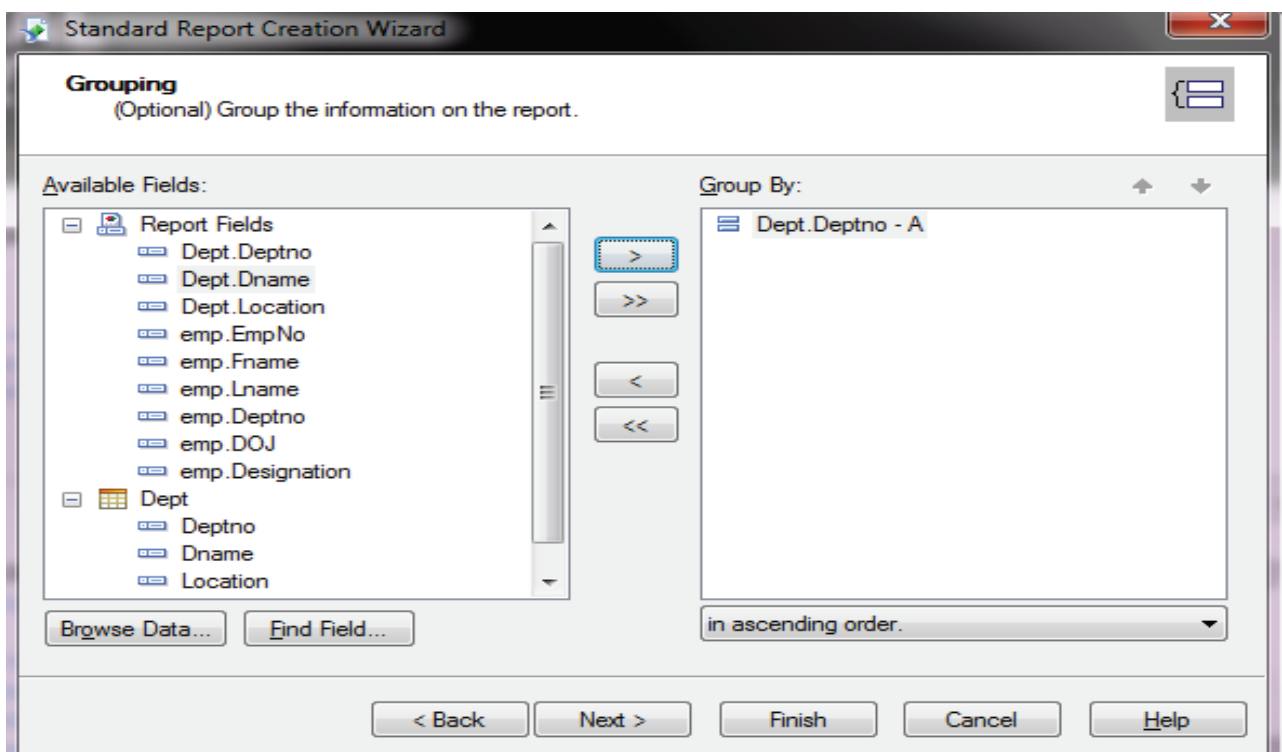 Standard Report Creation Wizard
x
Grouping
(Optional) Group the information on the report.
Available Fields:
Report Fields
Dept.Deptno
Dept.Dname
Dept.Location
emp.EmpNo
emp.Fname
emp.Lname
emp.Deptno
emp.DOJ
emp.Designation
Dept
Deptno
Dname
Location
Browse Data...
Find Field...
>
>>
<
<<
Group By:
Dept.Deptno - A
in ascending order.
< Back
Next >
Finish
Cancel
Help